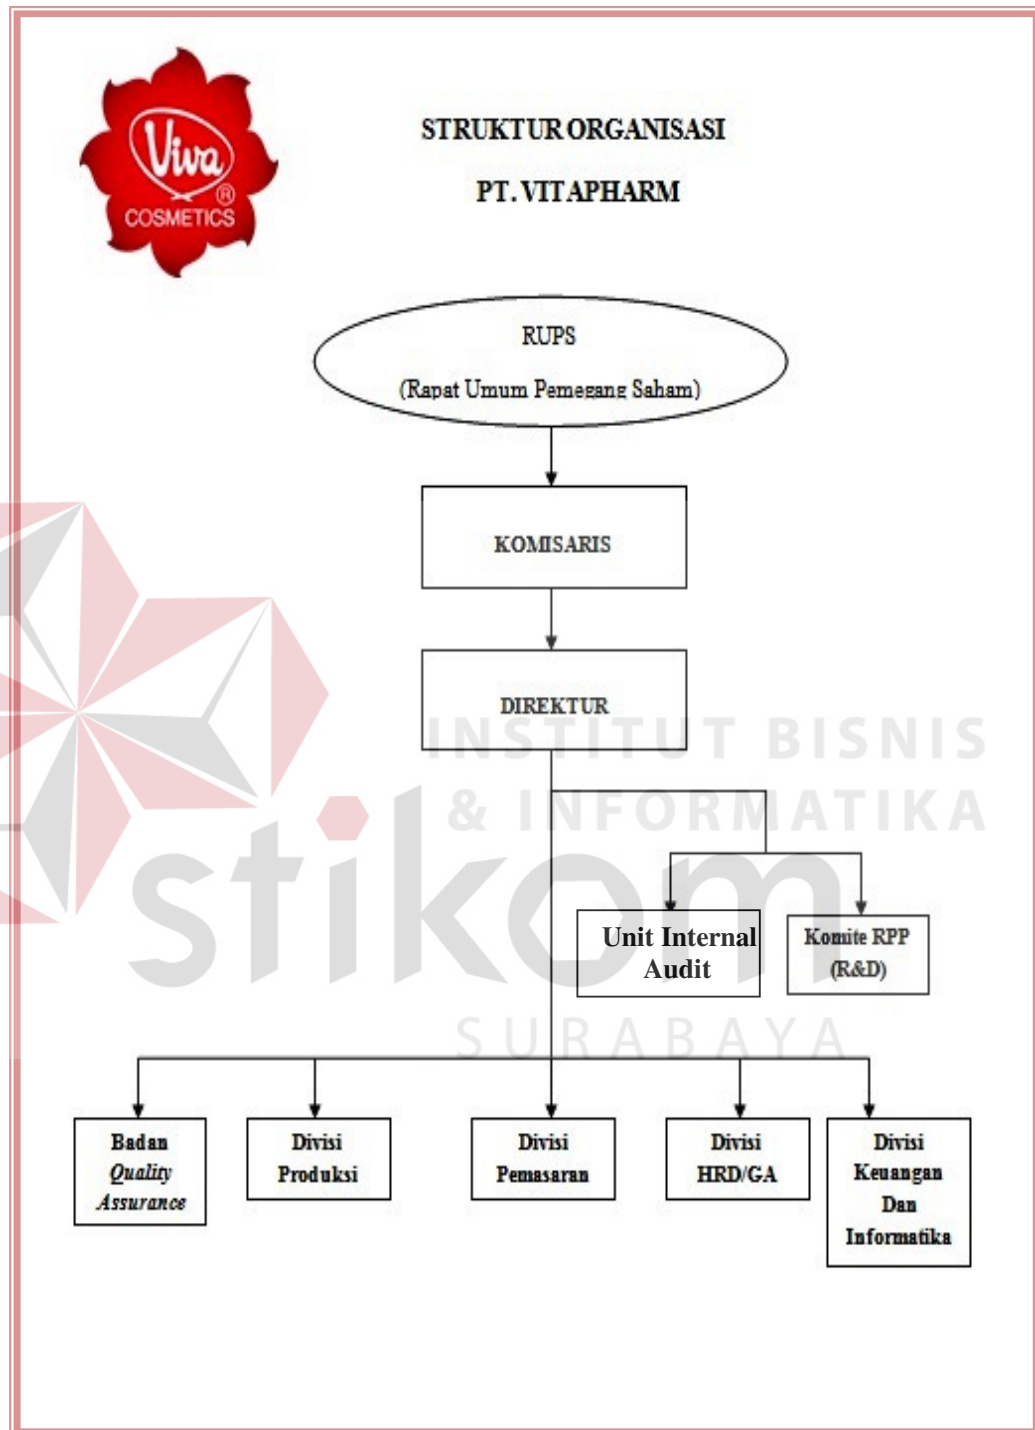 Viva
®
COSMETICS
STRUKTUR ORGANISASI
PT. VITAPHARM
RUPS
(Rapat Umum Pemegang Saham)
KOMISARIS
DIREKTUR
INSTITUT BISNIS
& INFORMATIKA
stikom
SURABAYA
Unit Internal
Audit
Komite RPP
(R&D)
Badan
Quality
Assurance
Divisi
Produksi
Divisi
Pemasaran
Divisi
HRD/GA
Divisi
Keuangan
Dan
Informatika